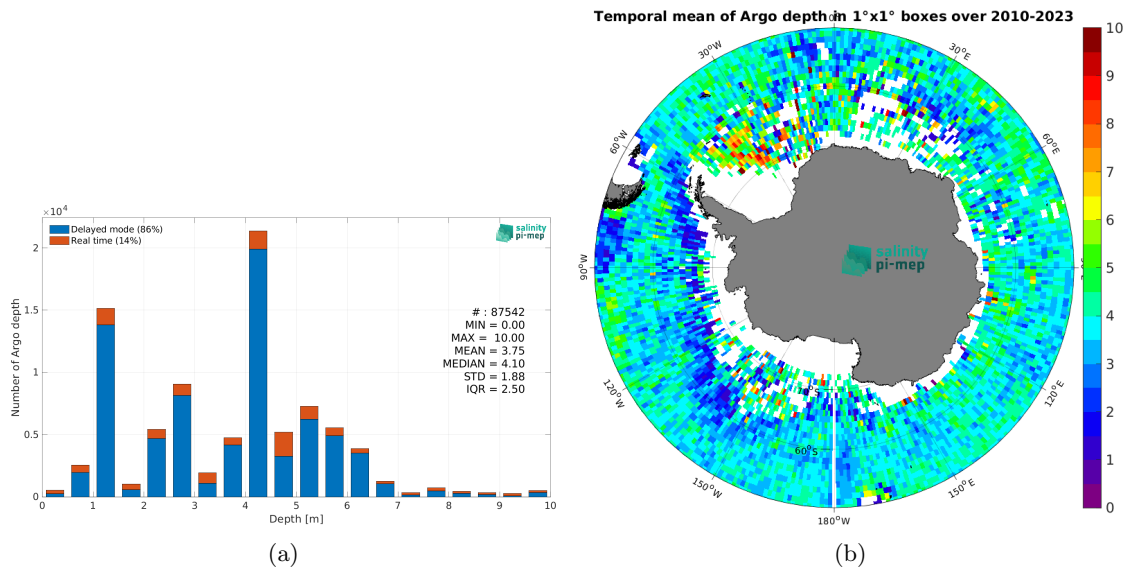 Temporal mean of Argo depth in 1°x1° boxes over 2010-2023
×10⁴
Delayed mode (86%)
Real time (14%)
salinity
pi-mep
# : 87542
MIN = 0.00
MAX = 10.00
MEAN = 3.75
MEDIAN = 4.10
STD = 1.88
IQR = 2.50
Number of Argo depth
2
1.5
1
0.5
0
0 1 2 3 4 5 6 7 8 9 10
Depth [m]
(a)
30°W
30°E
60°W
60°E
90°W
salinity
pi-mep
120°W
120°E
60°S
150°W
150°E
180°W
10
9
8
7
6
5
4
3
2
1
0
(b)